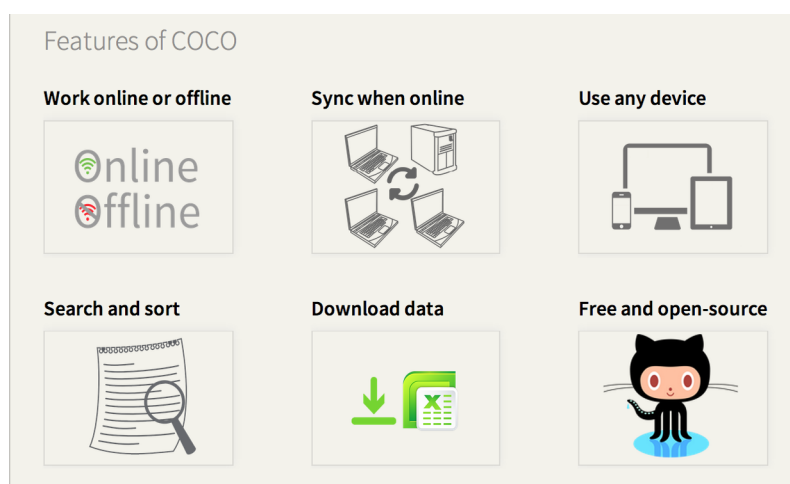 Features of COCO
Work online or offline
Sync when online
Use any device
Online
Offline
Search and sort
Download data
Free and open-source
X